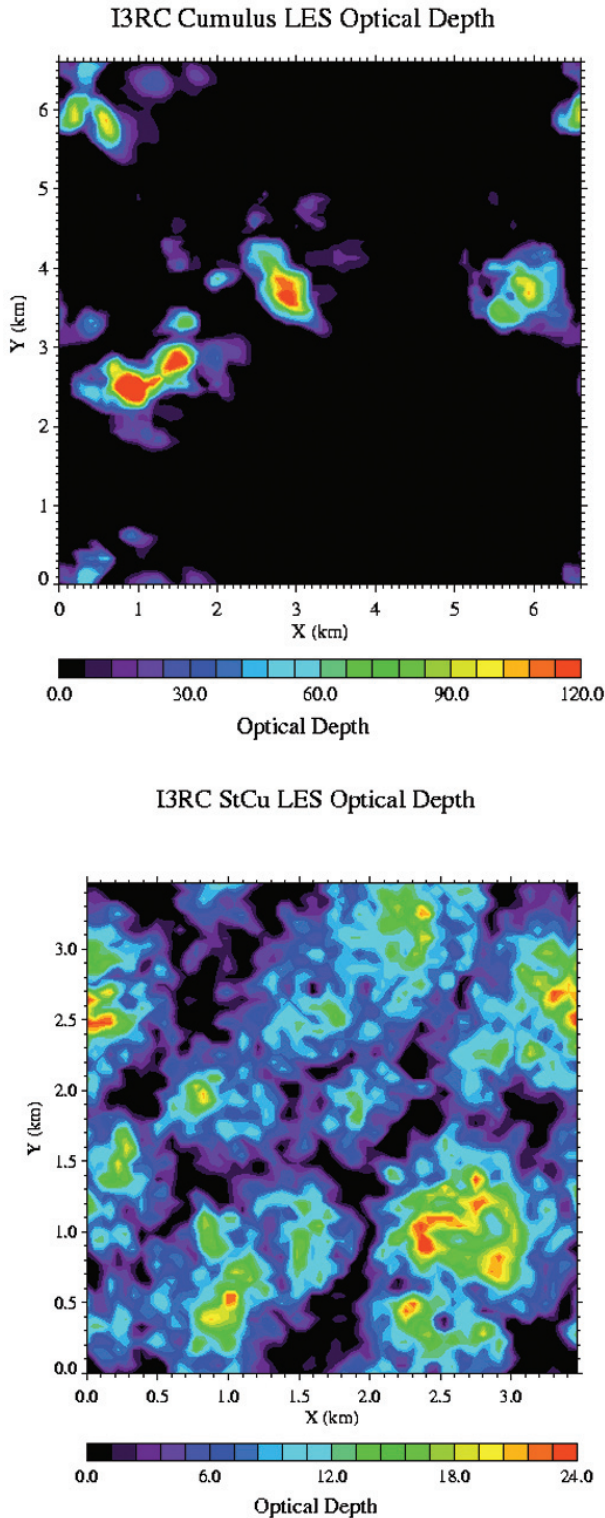 I3RC Cumulus LES Optical Depth
6
5
4
Y (km)
3
2
1
0
0 1 2 3 4 5 6
X (km)
0.0 30.0 60.0 90.0 120.0
Optical Depth
I3RC StCu LES Optical Depth
3.0
2.5
2.0
Y (km)
1.5
1.0
0.5
0.0
0.0 0.5 1.0 1.5 2.0 2.5 3.0
X (km)
0.0 6.0 12.0 18.0 24.0
Optical Depth